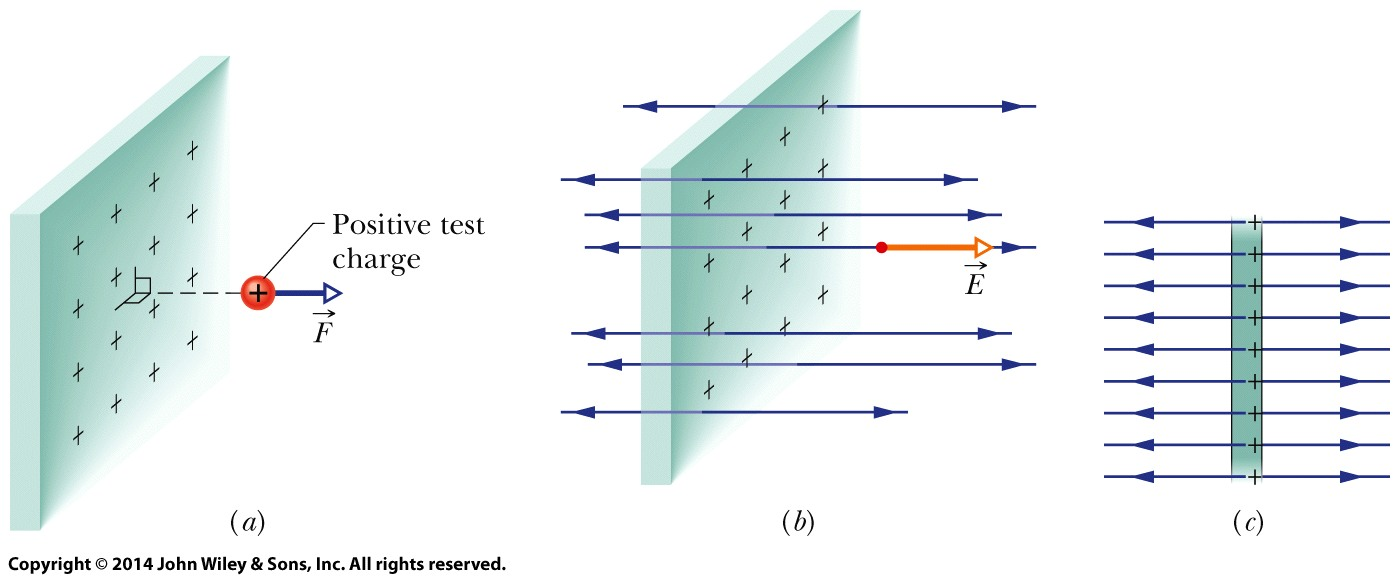 Positive test
charge
+
F
E
(a)
(b)
(c)
Copyright © 2014 John Wiley & Sons, Inc. All rights reserved.